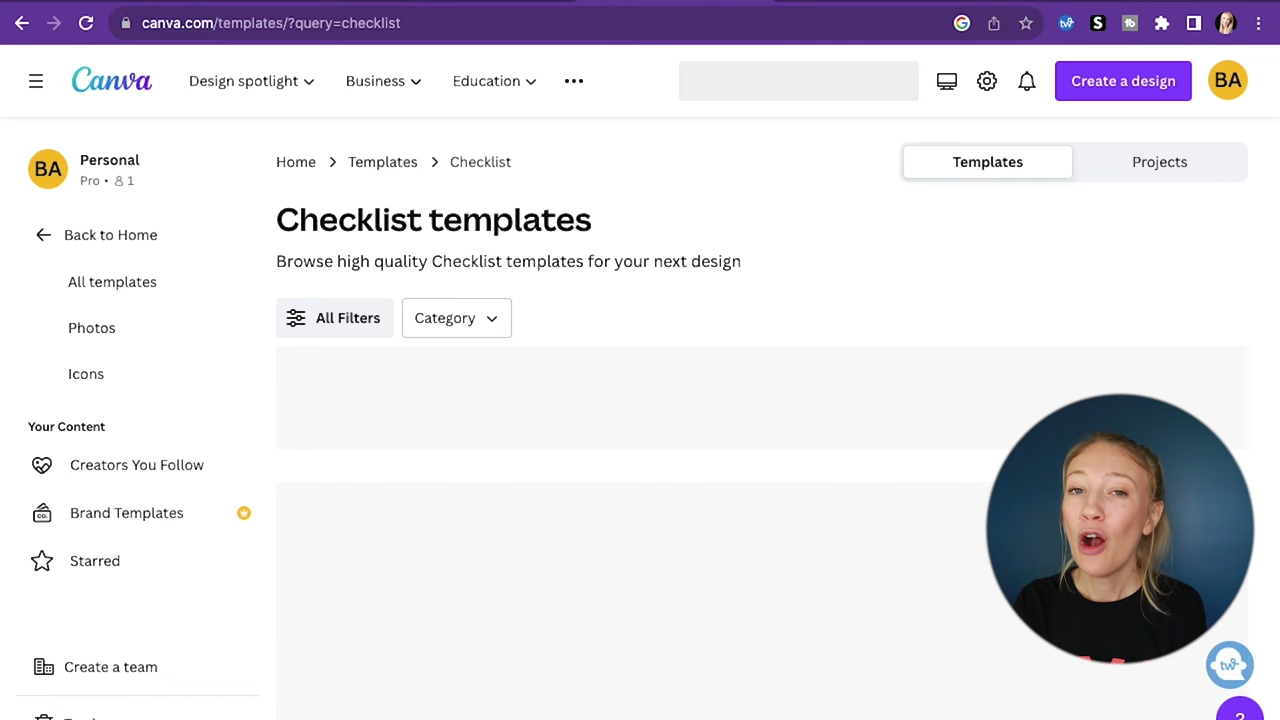 canva.com/templates/?query=checklist
Canva Design spotlight Business Education Create a design BA
BA Personal
Pro • 1
Home > Templates > Checklist
Templates Projects
Back to Home
All templates
Photos
Icons
Your Content
Creators You Follow
Brand Templates
Starred
Create a team
Checklist templates
Browse high quality Checklist templates for your next design
All Filters Category
tw
?